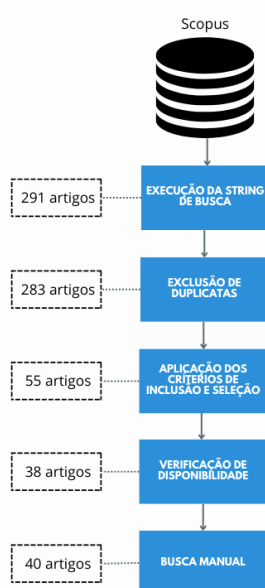 Scopus
291 artigos
EXECUÇÃO DA STRING
DE BUSCA
283 artigos
EXCLUSÃO DE
DUPLICATAS
55 artigos
APLICAÇÃO DOS
CRITÉRIOS DE
INCLUSÃO E SELEÇÃO
38 artigos
VERIFICAÇÃO DE
DISPONIBILIDADE
40 artigos
BUSCA MANUAL